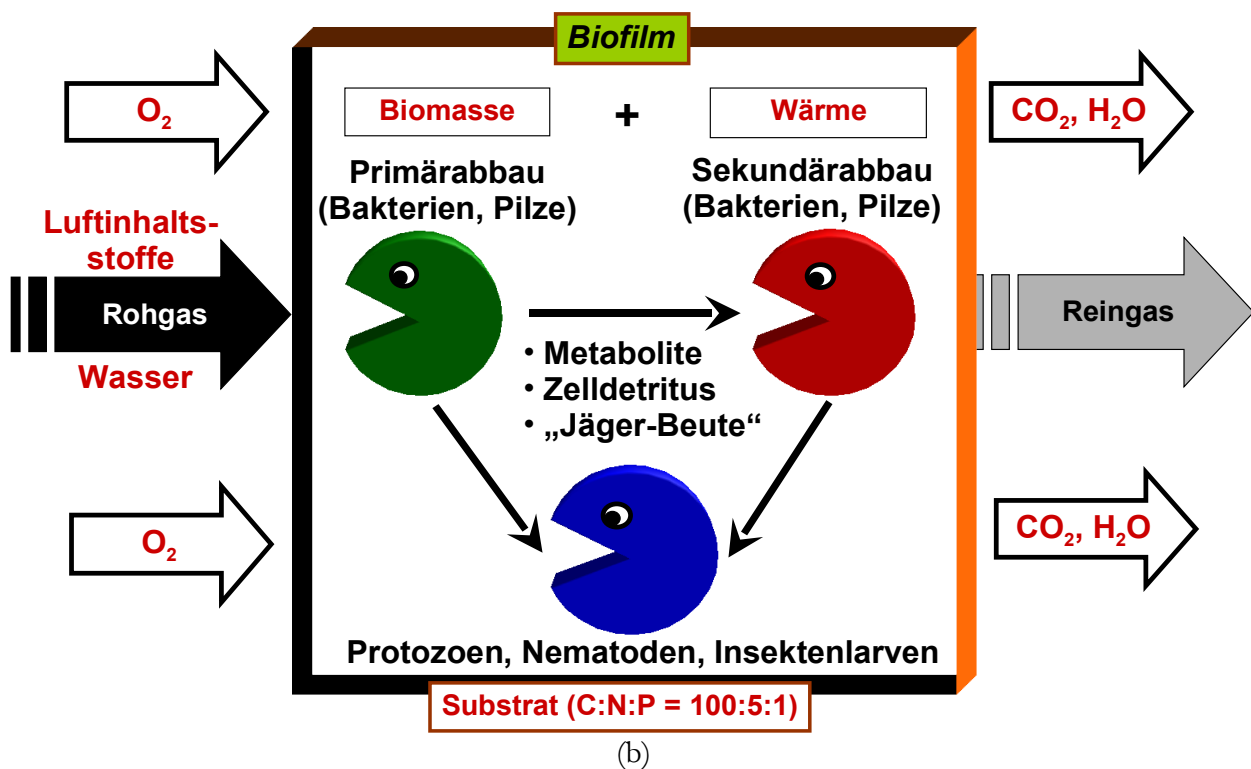 Biofilm
O₂
Biomasse
+
Wärme
CO₂, H₂O
Primärabbau
(Bakterien, Pilze)
Sekundärabbau
(Bakterien, Pilze)
Luftinhalts-
stoffe
Rohgas
Wasser
Reingas
• Metabolite
• Zelldetritus
• „Jäger-Beute“
O₂
CO₂, H₂O
Protozoen, Nematoden, Insektenlarven
Substrat (C:N:P = 100:5:1)
(b)